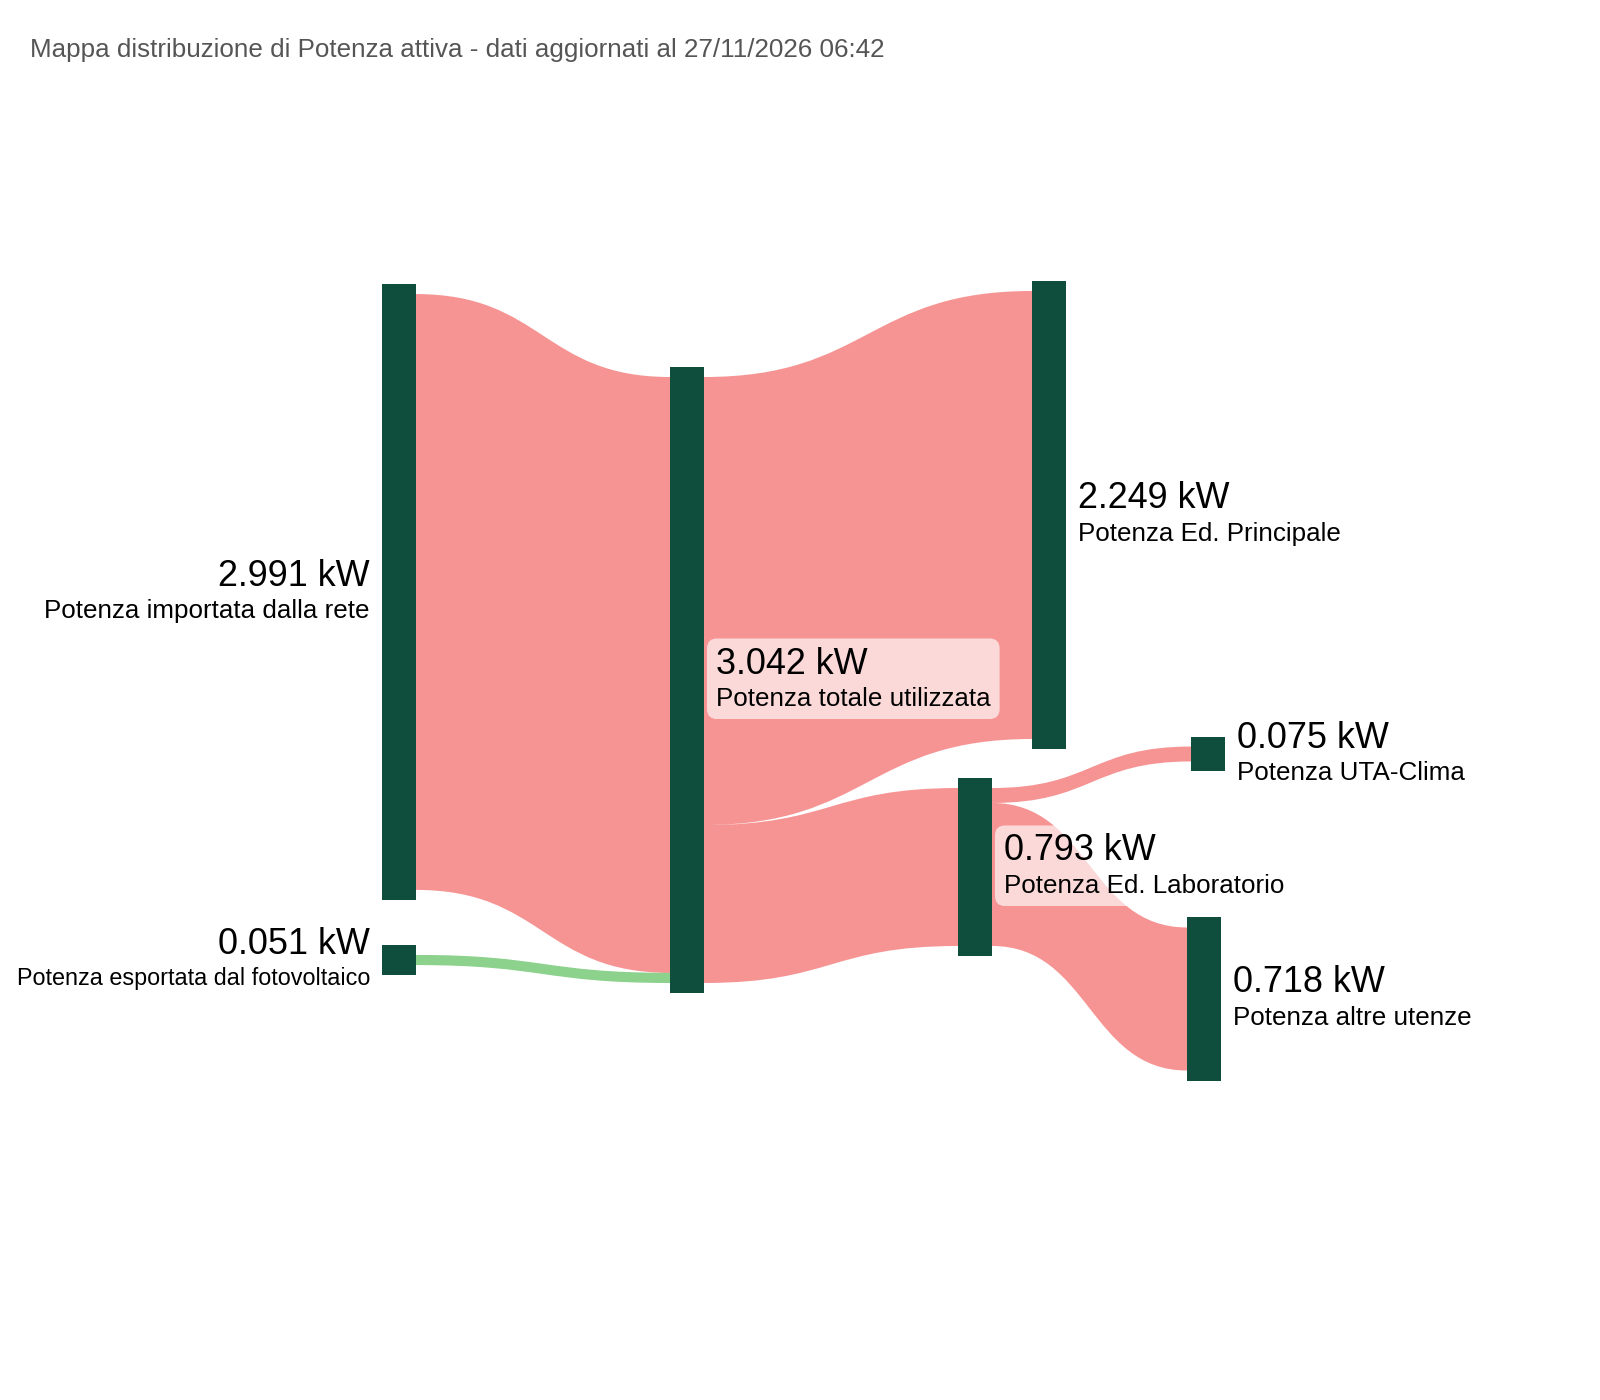 Mappa distribuzione di Potenza attiva - dati aggiornati al 27/11/2026 06:42
2.991 kW
Potenza importata dalla rete
0.051 kW
Potenza esportata dal fotovoltaico
3.042 kW
Potenza totale utilizzata
2.249 kW
Potenza Ed. Principale
0.793 kW
Potenza Ed. Laboratorio
0.075 kW
Potenza UTA-Clima
0.718 kW
Potenza altre utenze